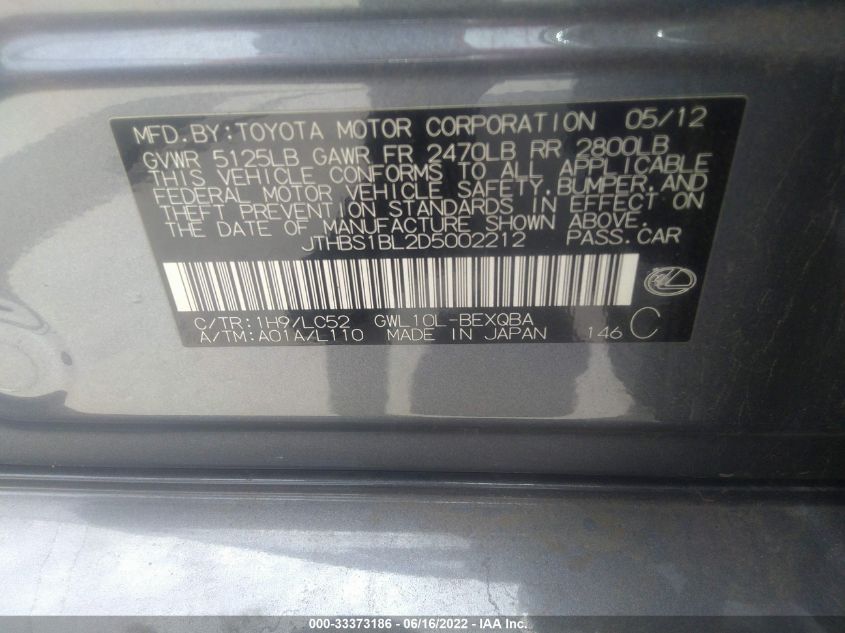 MFD.BY:TOYOTA MOTOR CORPORATION 05/12
GVWR 5125LB GAWR FR 2470LB RR 2800LB
THIS VEHICLE CONFORMS TO ALL APPLICABLE
FEDERAL MOTOR VEHICLE SAFETY,BUMPER,AND
THEFT PREVENTION STANDARDS IN EFFECT ON
THE DATE OF MANUFACTURE SHOWN ABOVE.
JTHBS1BL2D5002212 PASS.CAR
C/TR:1H9/LC52 GWL10L-BEXQBA
A/TM:A01A/L110 MADE IN JAPAN 146 C
000-33373186 - 06/16/2022 - IAA Inc.